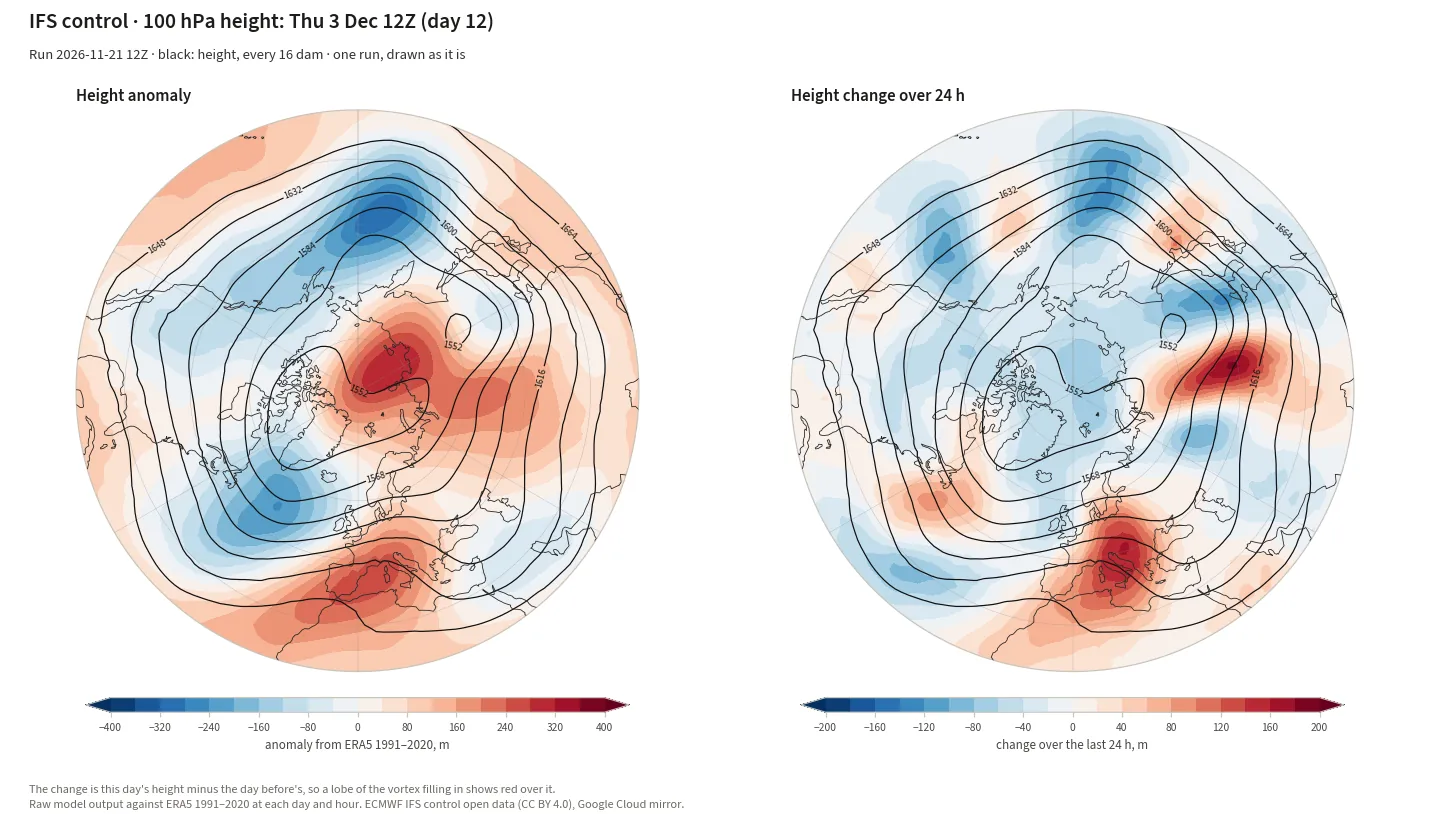 IFS control · 100 hPa height: Thu 3 Dec 12Z (day 12)
Run 2026-11-21 12Z · black: height, every 16 dam · one run, drawn as it is
Height anomaly
Height change over 24 h
1632
1648
1584
1600
1664
1552
1552
1616
1568
1632
1648
1584
1600
1664
1552
1552
1616
1568
−400 −320 −240 −160 −80 0 80 160 240 320 400
anomaly from ERA5 1991–2020, m
−200 −160 −120 −80 −40 0 40 80 120 160 200
change over the last 24 h, m
The change is this day's height minus the day before's, so a lobe of the vortex filling in shows red over it.
Raw model output against ERA5 1991–2020 at each day and hour. ECMWF IFS control open data (CC BY 4.0), Google Cloud mirror.